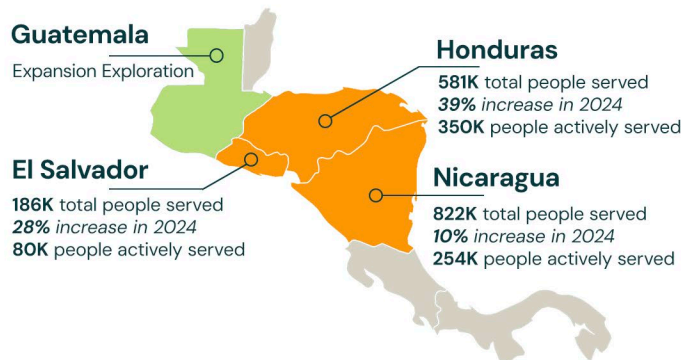 Guatemala
Expansion Exploration
Honduras
581K total people served
39% increase in 2024
350K people actively served
El Salvador
186K total people served
28% increase in 2024
80K people actively served
Nicaragua
822K total people served
10% increase in 2024
254K people actively served